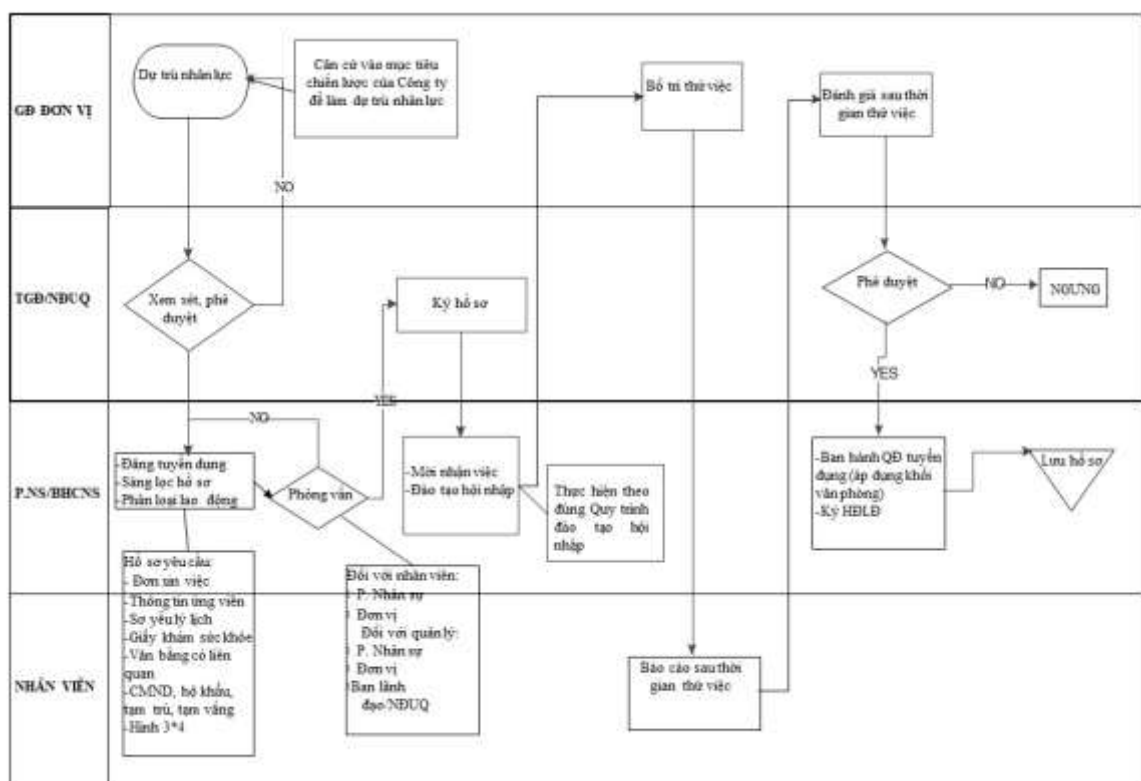 GĐ ĐƠN VỊ
Dự trù nhân lực
Căn cứ vào mục tiêu
chiến lược của Công ty
để làm dự trù nhân lực
NO
Bố trí thử việc
Đánh giá sau thời
gian thử việc
TGĐ/NĐUQ
Xem xét, phê
duyệt
Ký hồ sơ
Phê duyệt
NO
NGƯNG
YES
YES
P.NS/BHCNS
NO
-Đăng tuyển dụng
-Sàng lọc hồ sơ
-Phân loại lao động
Phỏng vấn
-Mời nhận việc
-Đào tạo hội nhập
Thực hiện theo
đúng Quy trình
đào tạo hội
nhập
-Ban hành QĐ tuyển
dụng (áp dụng khối
văn phòng)
-Ký HĐLĐ
Lưu hồ sơ
Hồ sơ yêu cầu:
- Đơn xin việc
-Thông tin ứng viên
-Sơ yếu lý lịch
-Giấy khám sức khỏe
-Văn bằng có liên
quan
-CMND, hộ khẩu,
tạm trú, tạm vắng
-Hình 3*4
Đối với nhân viên:
P. Nhân sự
Đơn vị
Đối với quản lý:
P. Nhân sự
Đơn vị
Ban lãnh
đạo/NĐUQ
NHÂN VIÊN
Báo cáo sau thời
gian thử việc